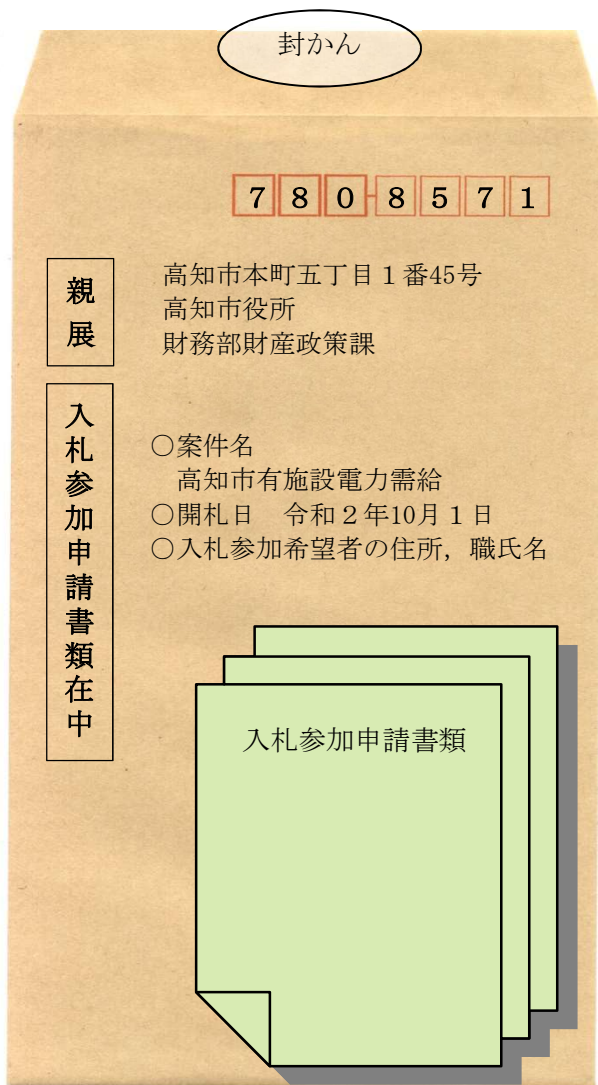 封かん
780-8571
高知市本町五丁目１番45号
高知市役所
財務部財産政策課
親展
入札参加申請書類在中
○案件名
高知市有施設電力需給
○開札日　令和２年10月１日
○入札参加希望者の住所，職氏名
入札参加申請書類